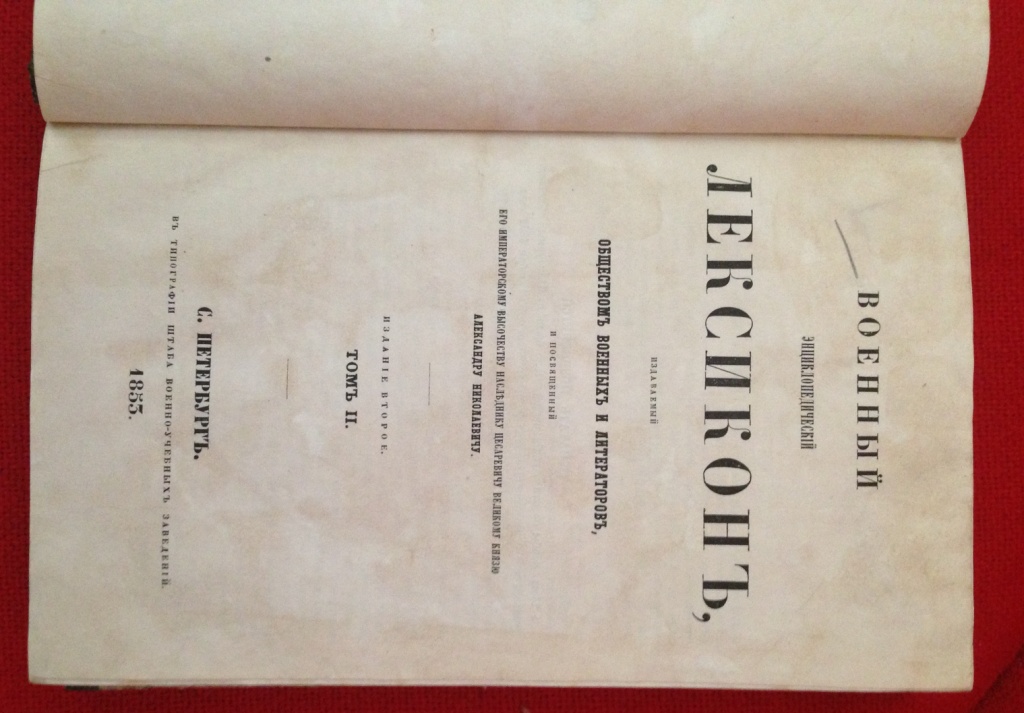 ВОЕННЫЙ
ЭНЦИКЛОПЕДИЧЕСКІЙ
ЛЕКСИКОНЪ,
ИЗДАВАЕМЫЙ
ОБЩЕСТВОМЪ ВОЕННЫХЪ И ЛИТЕРАТОРОВЪ,
И ПОСВЯЩЕННЫЙ
ЕГО ИМПЕРАТОРСКОМУ ВЫСОЧЕСТВУ НАСЛѢДНИКУ ЦЕСАРЕВИЧУ ВЕЛИКОМУ КНЯЗЮ
АЛЕКСАНДРУ НИКОЛАЕВИЧУ.
ИЗДАНІЕ ВТОРОЕ.
ТОМЪ II.
С. ПЕТЕРБУРГЪ.
ВЪ ТИПОГРАФІИ ШТАБА ВОЕННО-УЧЕБНЫХЪ ЗАВЕДЕНІЙ.
1853.